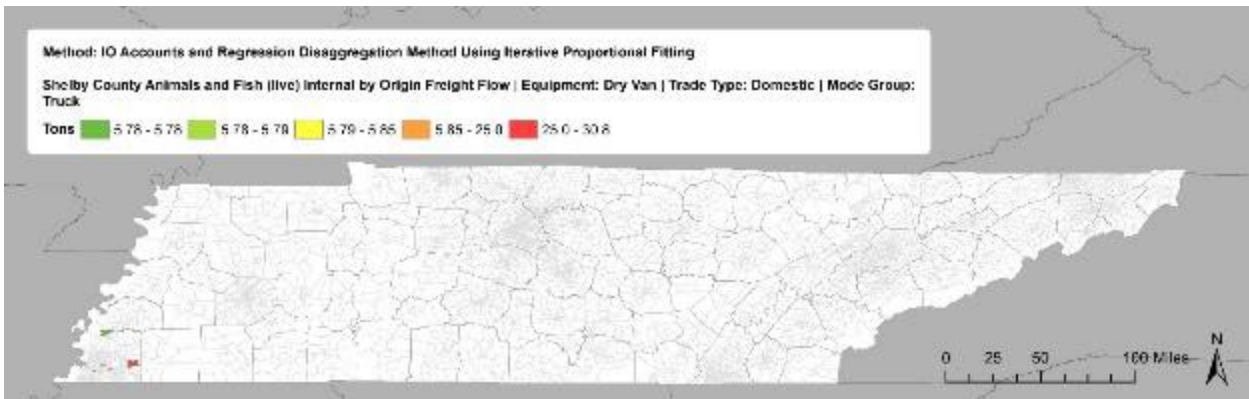 Method: IO Accounts and Regression Disaggregation Method Using Iterative Proportional Fitting
Shelby County Animals and Fish (live) Internal by Origin Freight Flow | Equipment: Dry Van | Trade Type: Domestic | Mode Group:
Truck
Tons 5.78 - 5.78 5.78 - 5.79 5.79 - 5.85 5.85 - 25.0 25.0 - 30.8
N
0 25 50 100 Miles